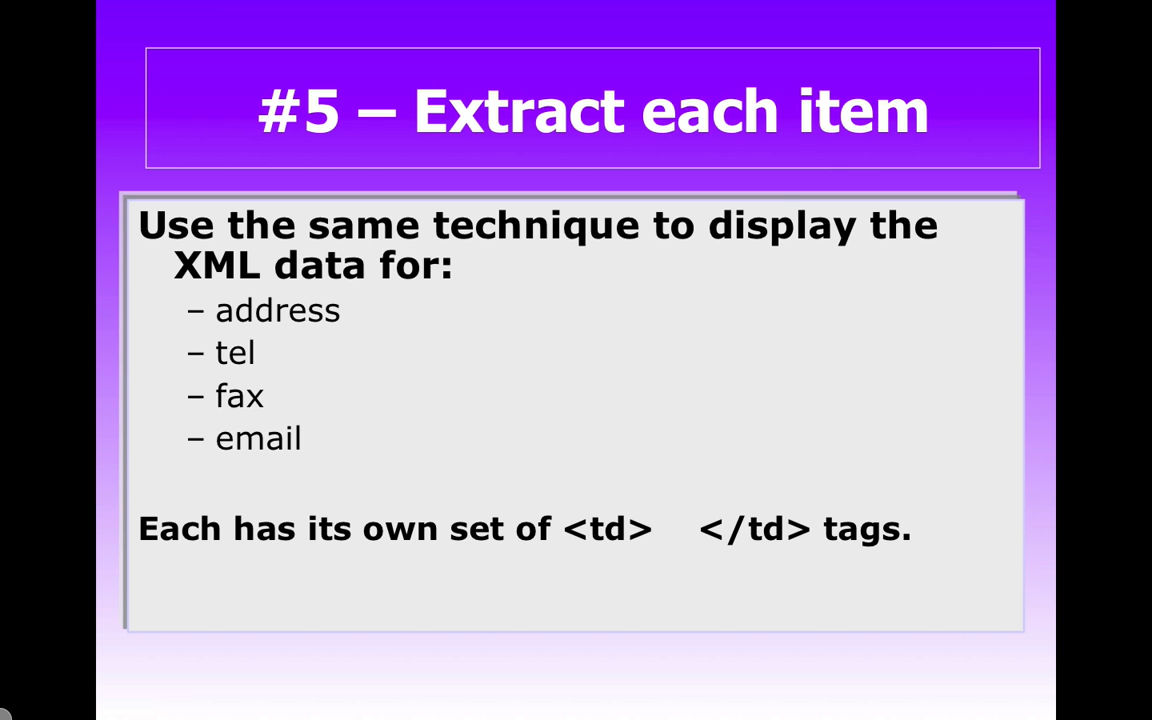 #5 – Extract each item
Use the same technique to display the
XML data for:
– address
– tel
– fax
– email
Each has its own set of <td>    </td> tags.